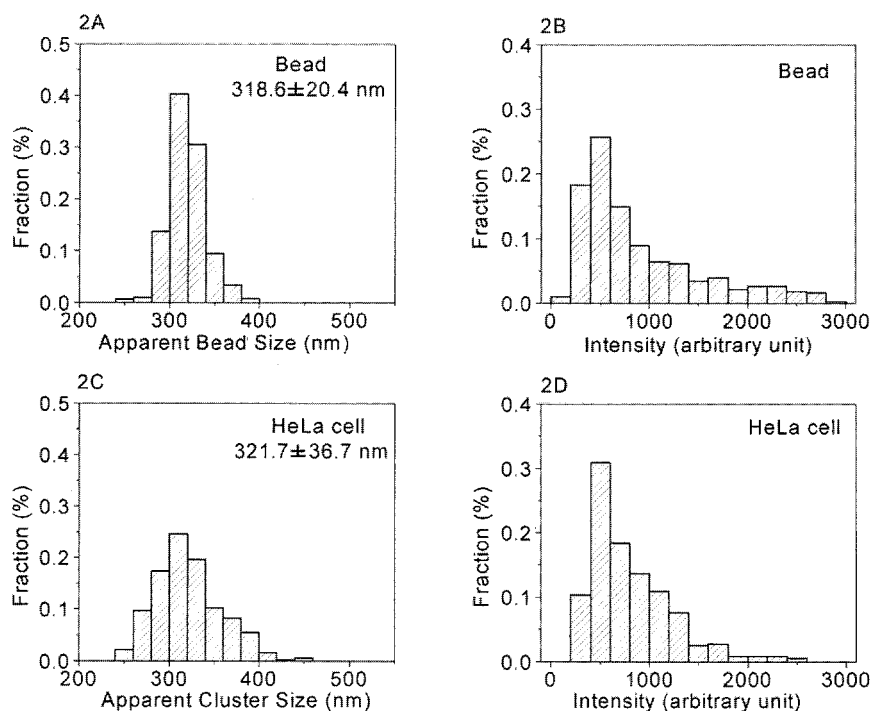 2A
0.5
0.4
0.3
0.2
0.1
0.0
Fraction (%)
Bead
318.6±20.4 nm
200 300 400 500
Apparent Bead Size (nm)
2B
0.4
0.3
0.2
0.1
0.0
Fraction (%)
Bead
0 1000 2000 3000
Intensity (arbitrary unit)
2C
0.5
0.4
0.3
0.2
0.1
0.0
Fraction (%)
HeLa cell
321.7±36.7 nm
200 300 400 500
Apparent Cluster Size (nm)
2D
0.4
0.3
0.2
0.1
0.0
Fraction (%)
HeLa cell
0 1000 2000 3000
Intensity (arbitrary unit)